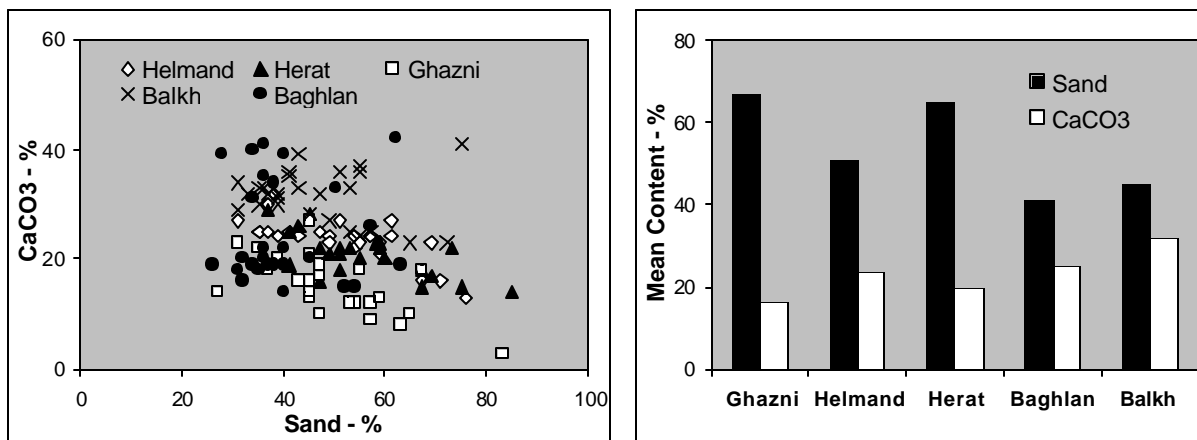 60
40
20
0
CaCO3 - %
Helmand Herat Ghazni
Balkh Baghlan
0 20 40 60 80 100
Sand - %
80
60
40
20
0
Mean Content - %
Sand
CaCO3
Ghazni Helmand Herat Baghlan Balkh